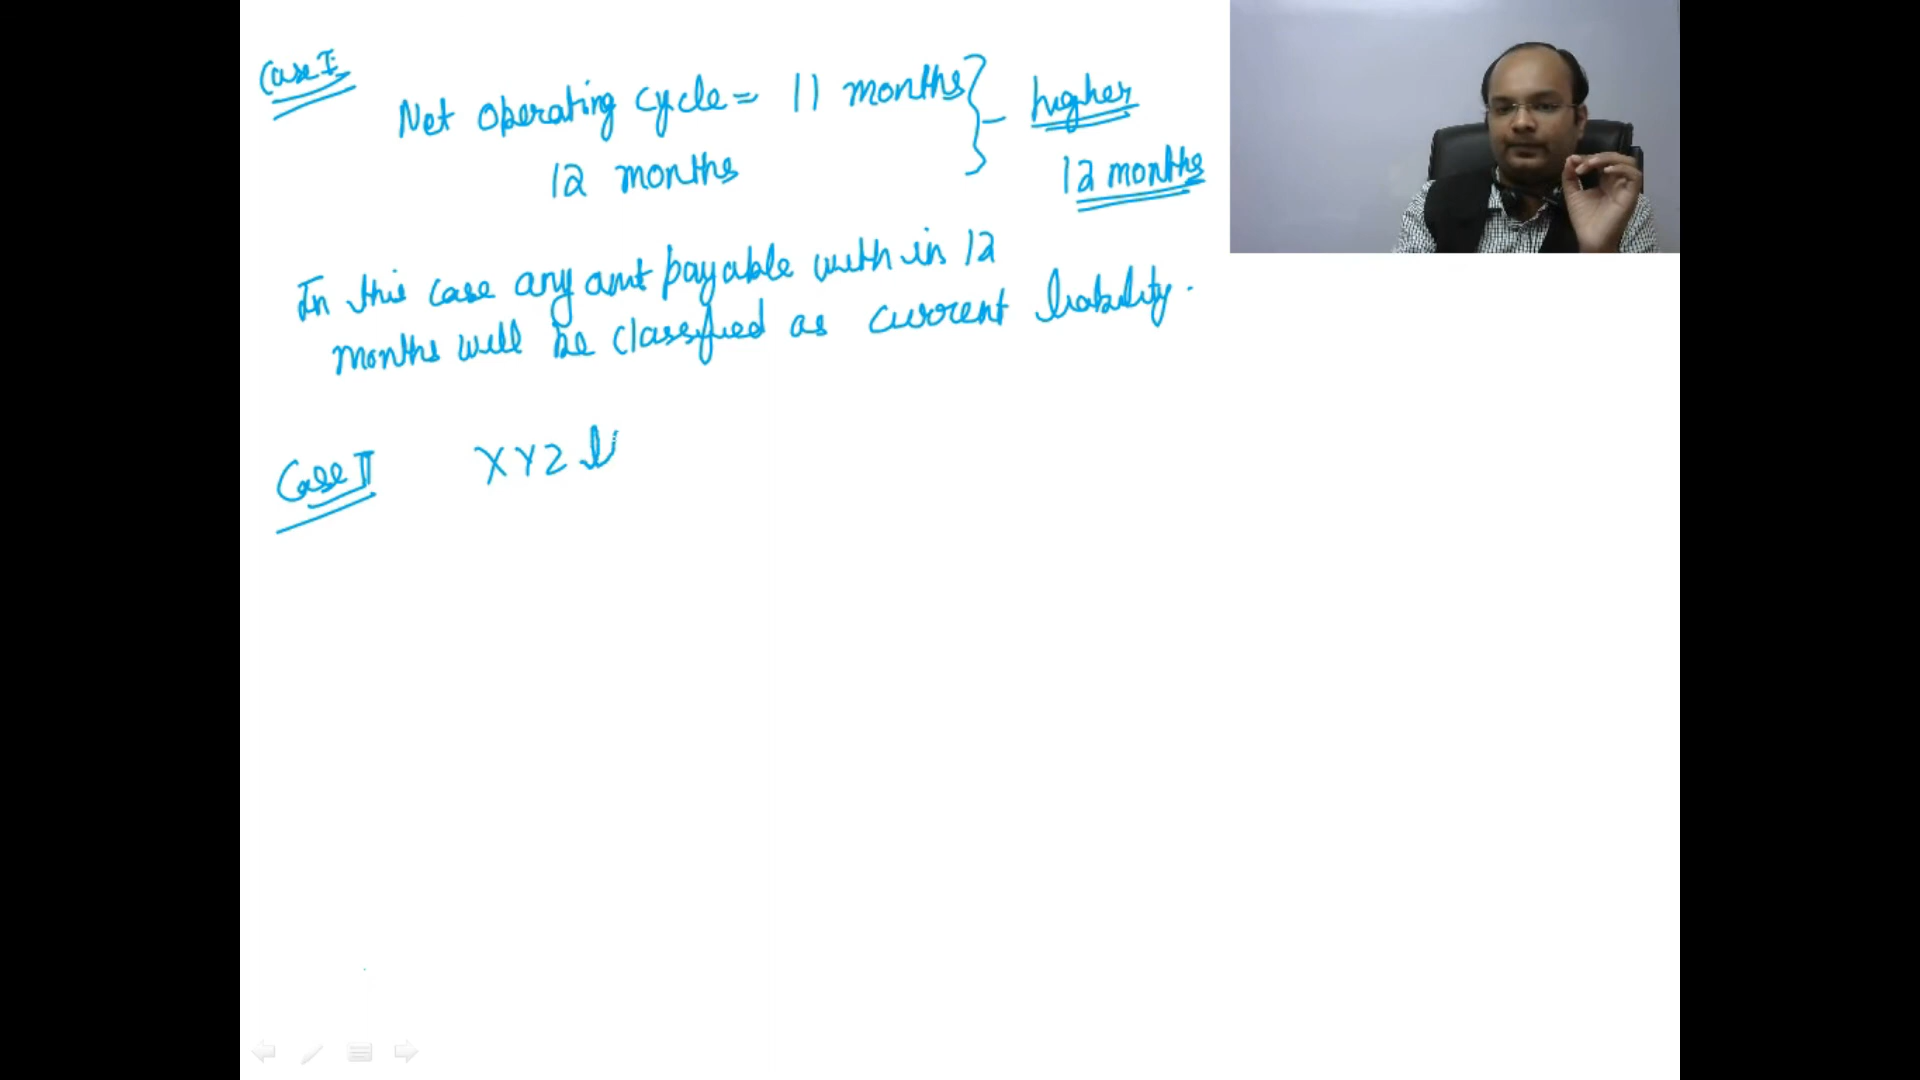 Case I
Net operating cycle = 11 months
12 months
higher
12 months
In this case any amt payable with in 12
months will be classified as current liability.
Case II
XYZ